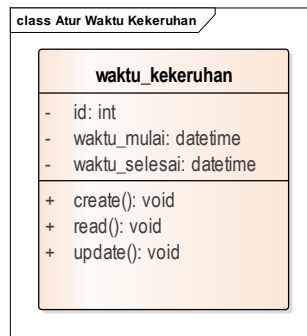 class Atur Waktu Kekeruhan
waktu_kekeruhan
- id: int
- waktu_mulai: datetime
- waktu_selesai: datetime
+ create(): void
+ read(): void
+ update(): void